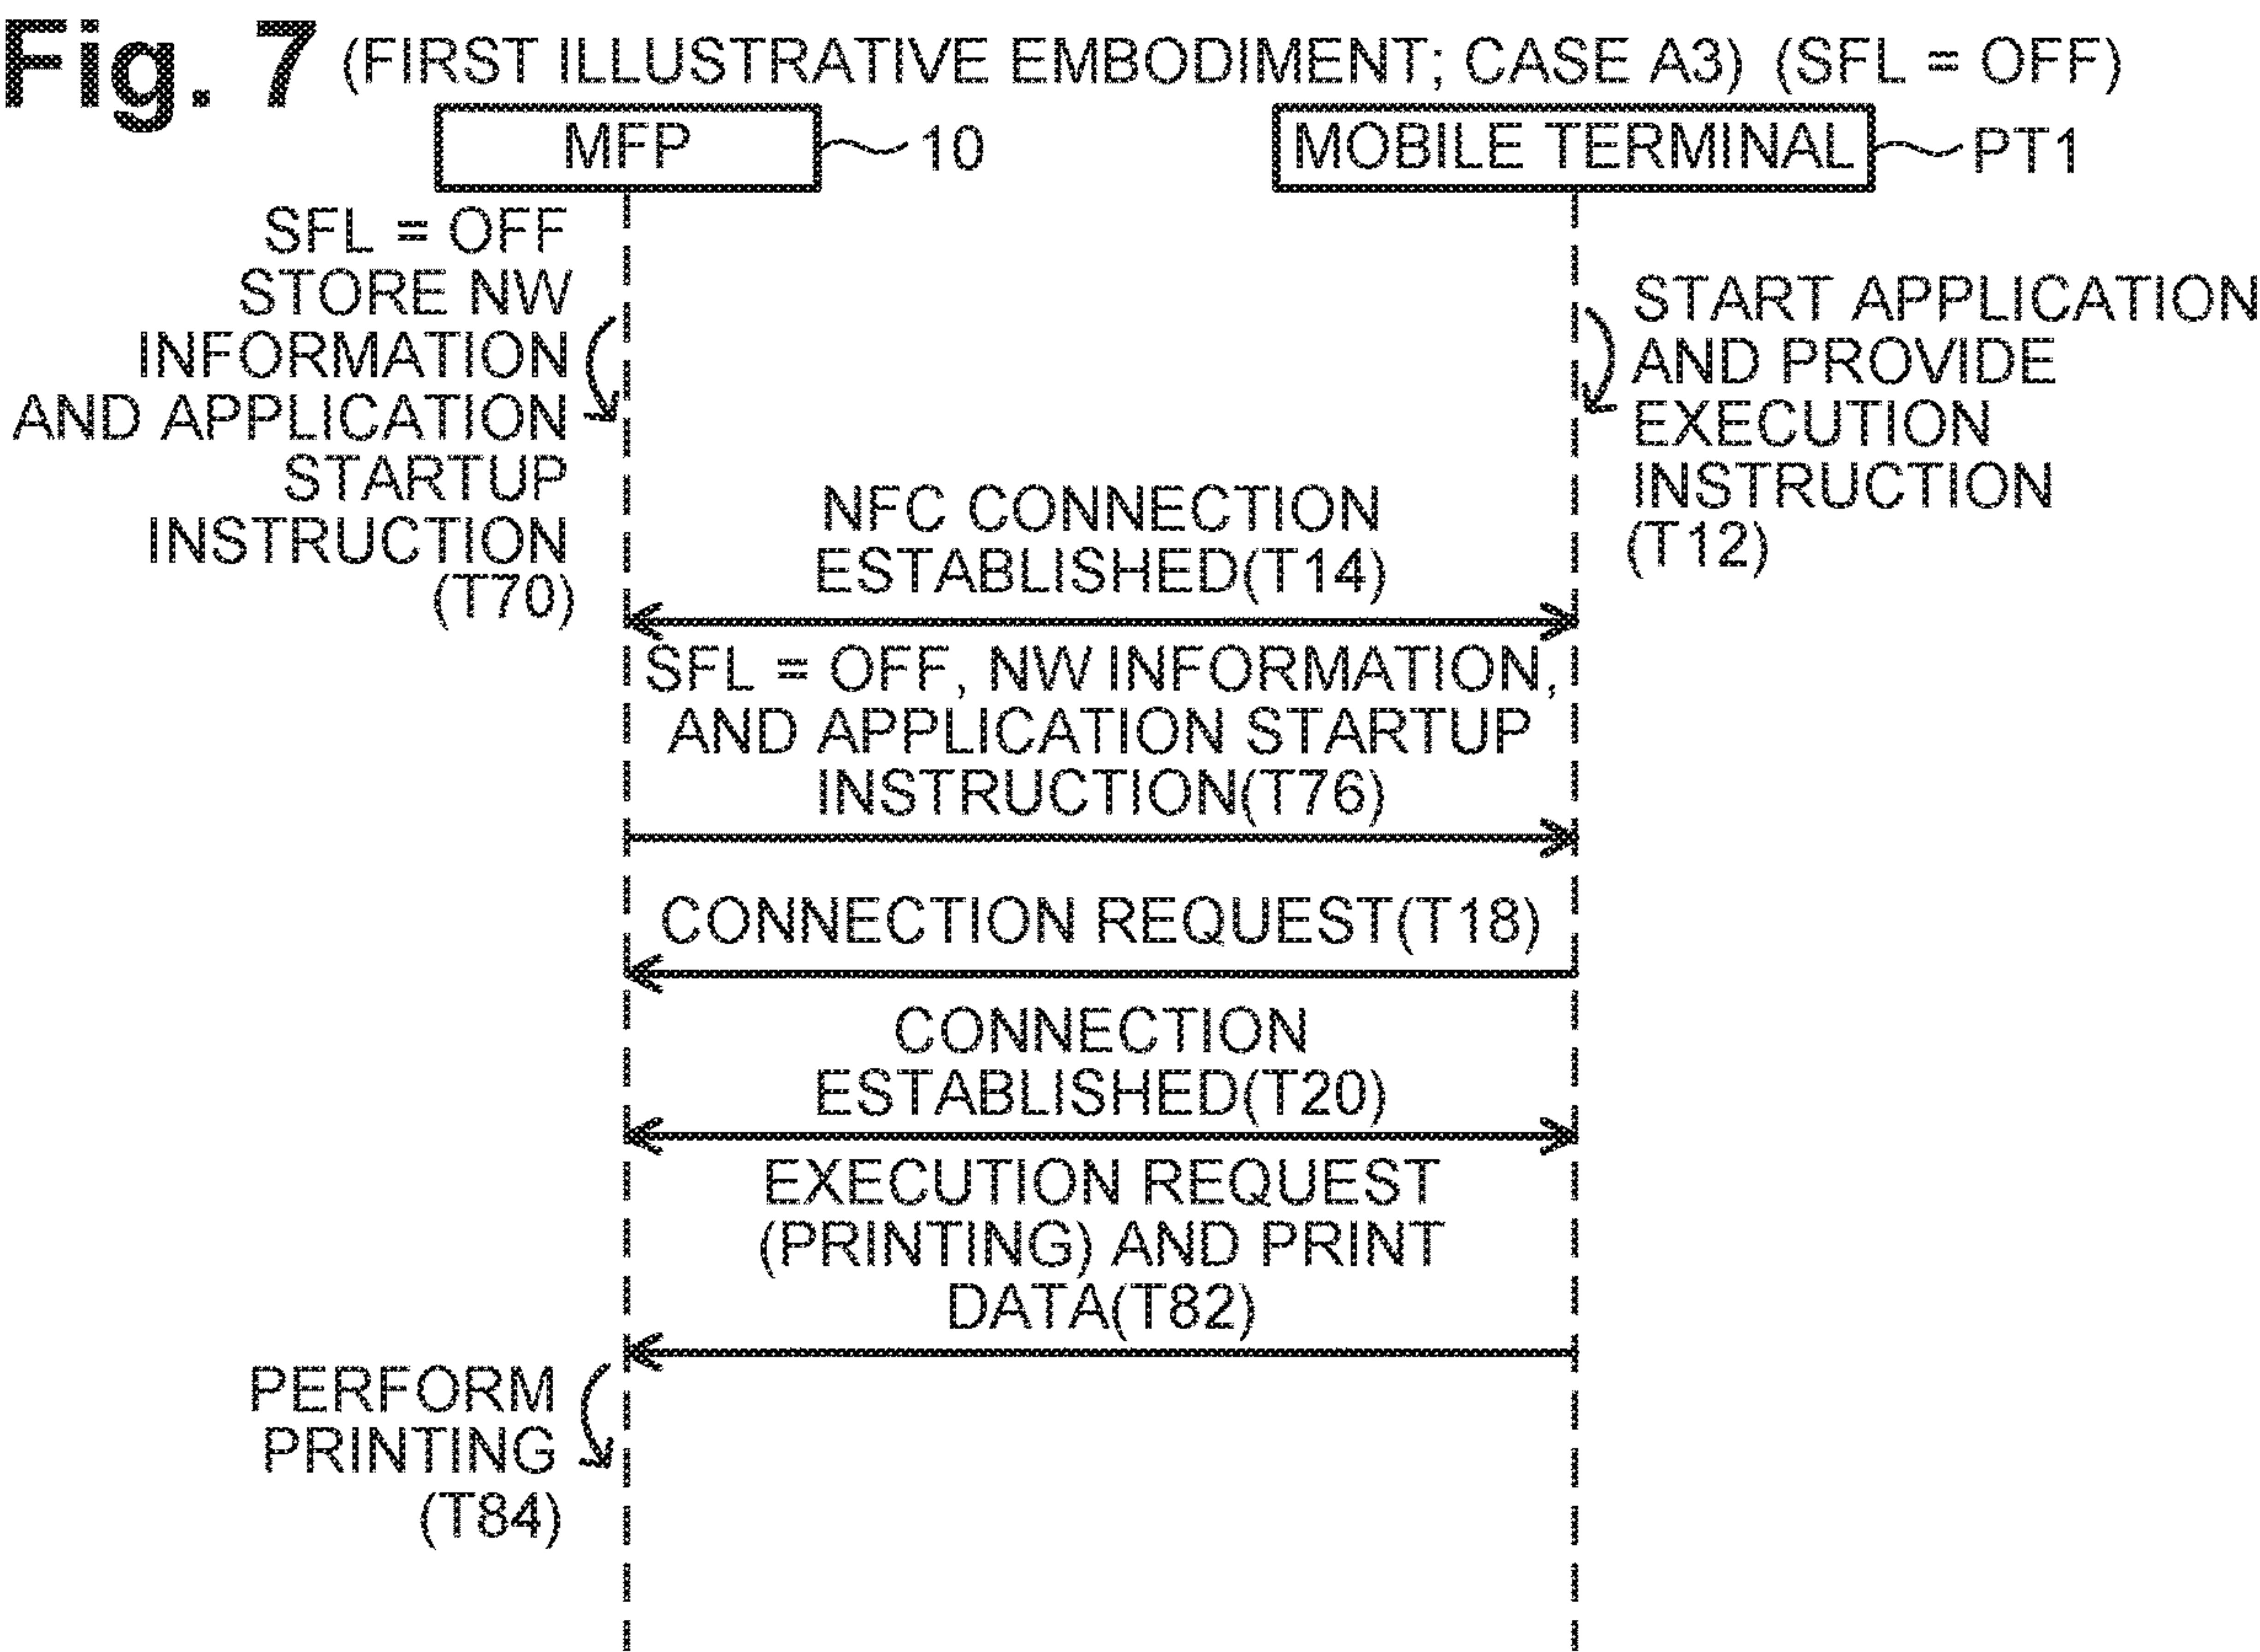 Fig. 7 (FIRST ILLUSTRATIVE EMBODIMENT; CASE A3) (SFL = OFF)
MFP
10
MOBILE TERMINAL
PT1
SFL = OFF
STORE NW
INFORMATION
AND APPLICATION
STARTUP
INSTRUCTION
(T70)
START APPLICATION
AND PROVIDE
EXECUTION
INSTRUCTION
(T12)
NFC CONNECTION
ESTABLISHED(T14)
SFL = OFF, NW INFORMATION,
AND APPLICATION STARTUP
INSTRUCTION(T76)
CONNECTION REQUEST(T18)
CONNECTION
ESTABLISHED(T20)
EXECUTION REQUEST
(PRINTING) AND PRINT
DATA(T82)
PERFORM
PRINTING
(T84)